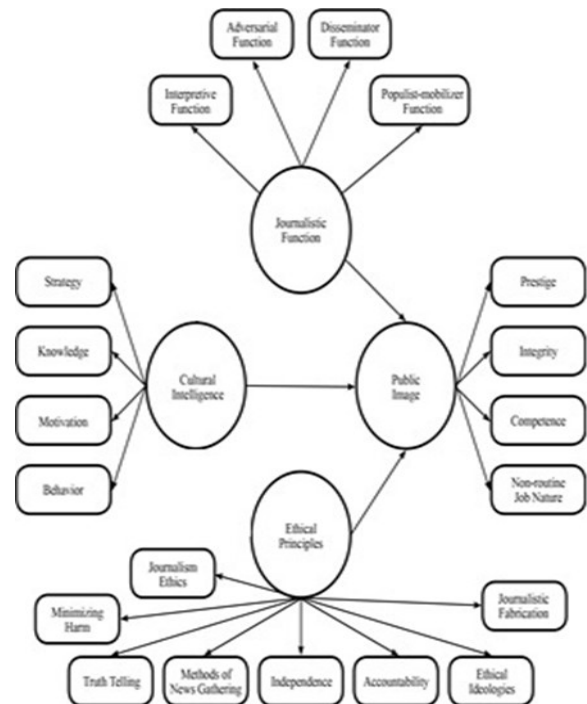 Adversarial
Function
Disseminator
Function
Interpretive
Function
Populist-mobilizer
Function
Journalistic
Function
Strategy
Prestige
Knowledge
Cultural
Intelligence
Public
Image
Integrity
Motivation
Competence
Behavior
Non-routine
Job Nature
Ethical
Principles
Journalism
Ethics
Minimizing
Harm
Journalistic
Fabrication
Truth Telling
Methods of
News Gathering
Independence
Accountability
Ethical
Ideologies